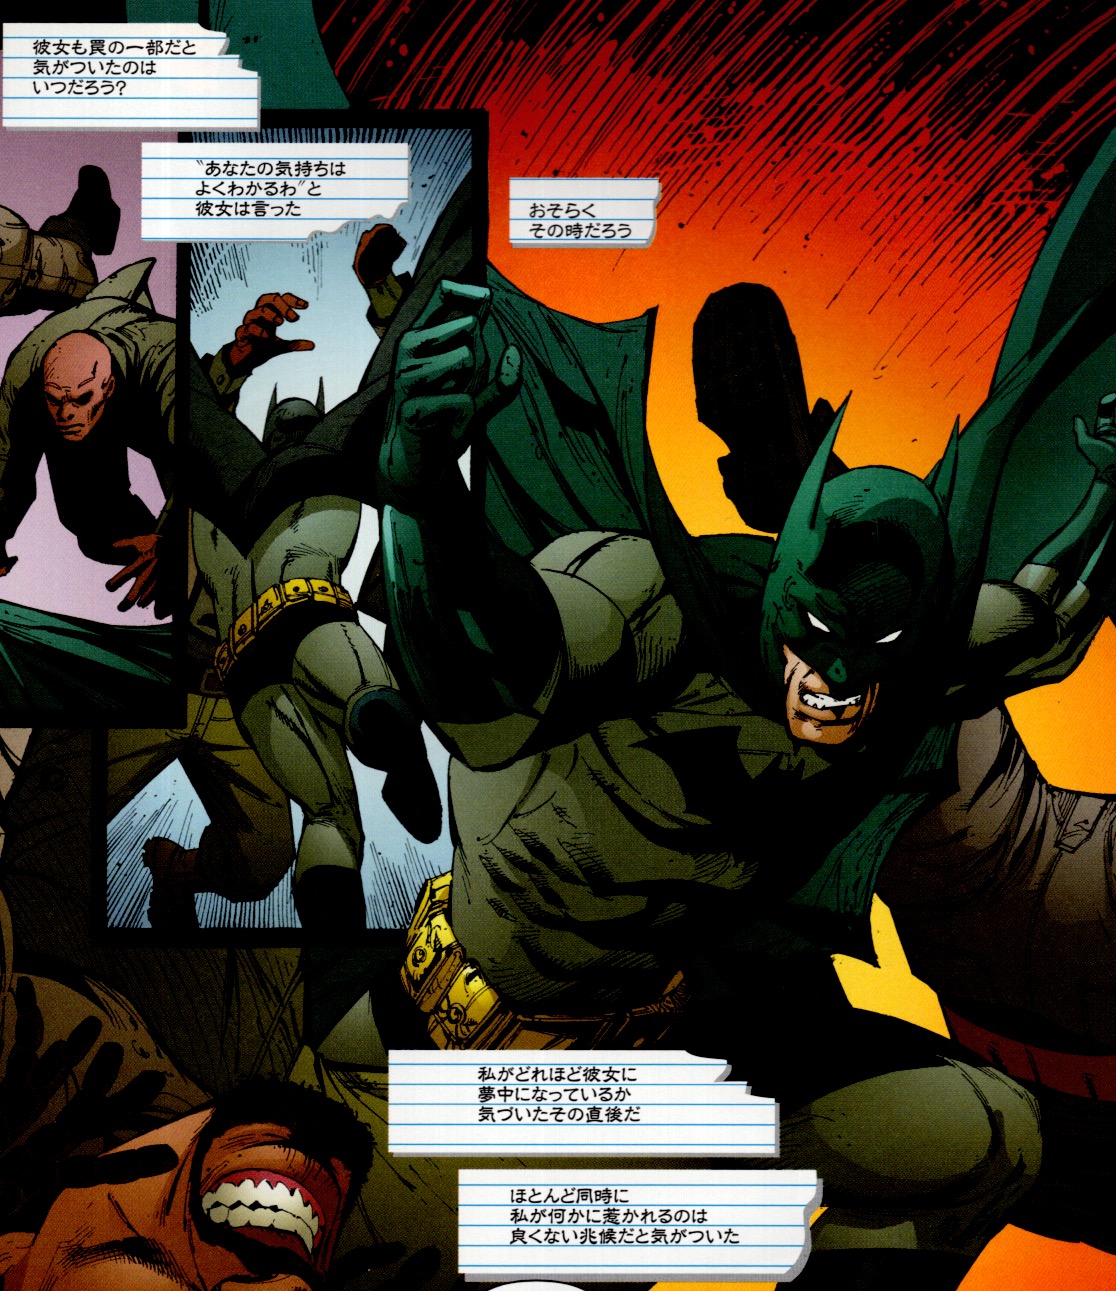 彼女も罠の一部だと
気がついたのは
いつだろう?
〝あなたの気持ちは
よくわかるわ〟と
彼女は言った
おそらく
その時だろう
私がどれほど彼女に
夢中になっているか
気づいたその直後だ
ほとんど同時に
私が何かに惹かれるのは
良くない兆候だと気がついた